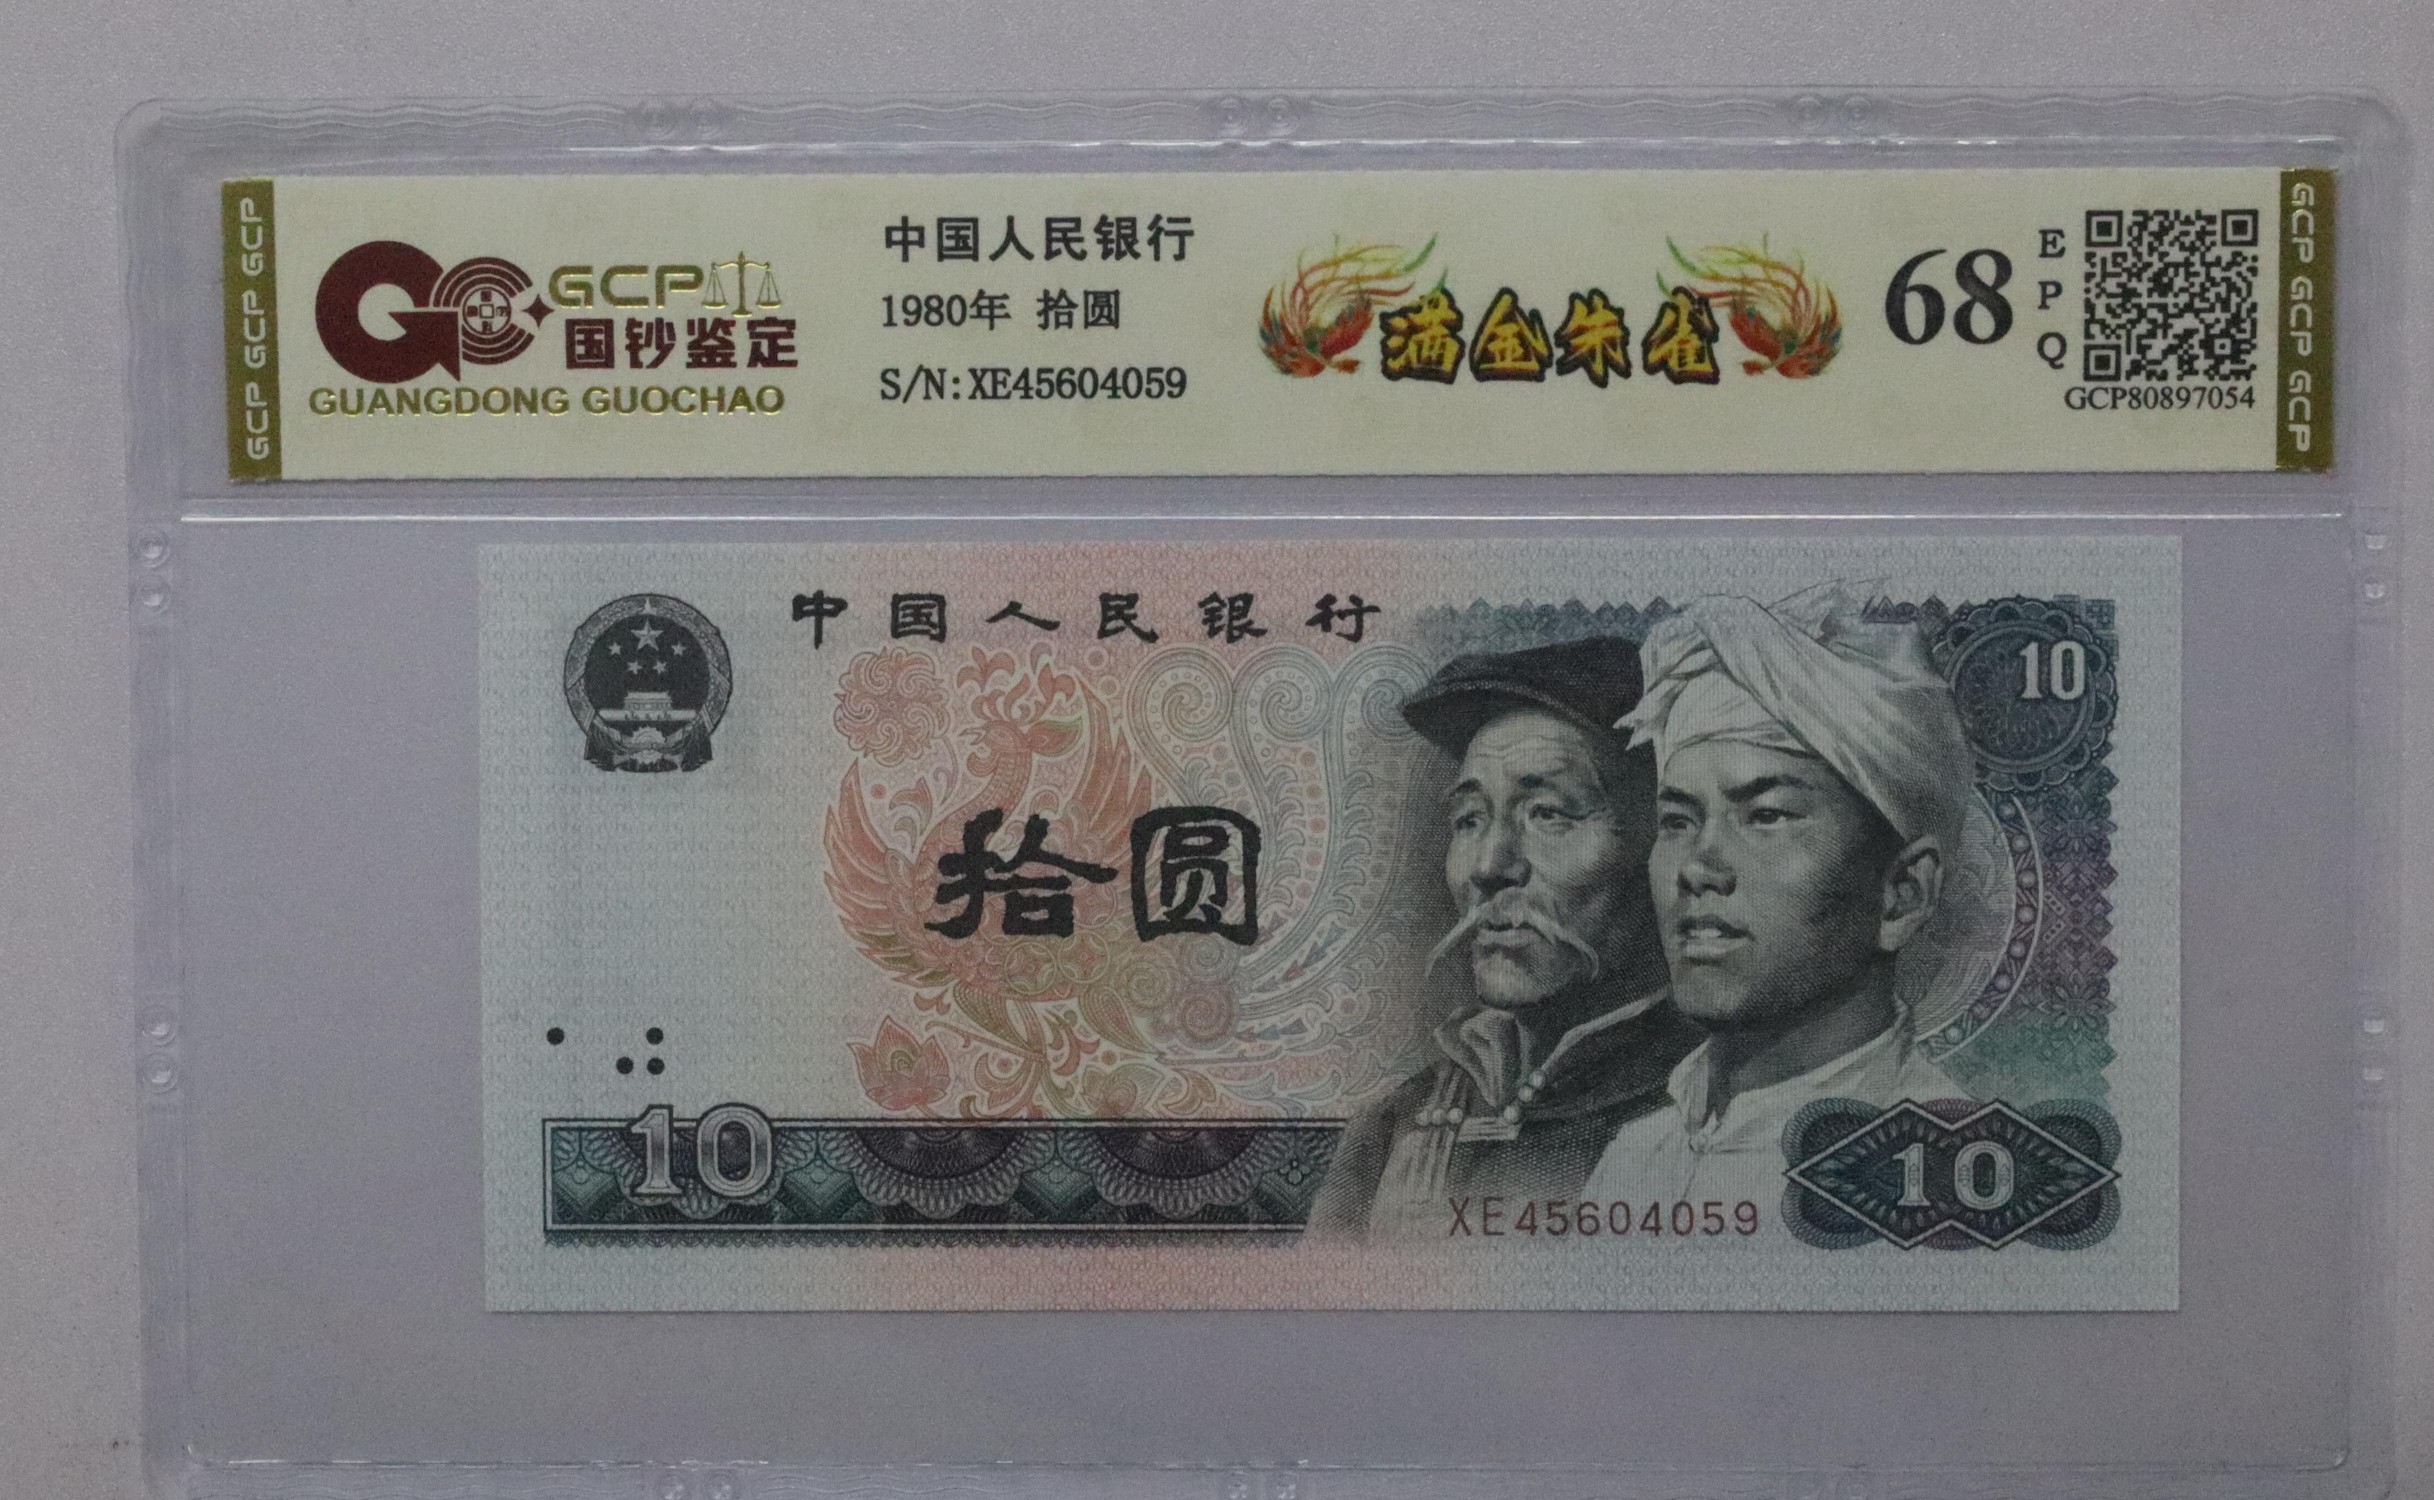 GCP GCP GCP
GCP
国钞鉴定
GUANGDONG GUOCHAO
中国人民银行
1980年 拾圆
S/N:XE45604059
满金朱雀
68
EPQ
GCP80897054
GCP GCP GCP
中国人民银行
10
拾圆
10
10
XE45604059